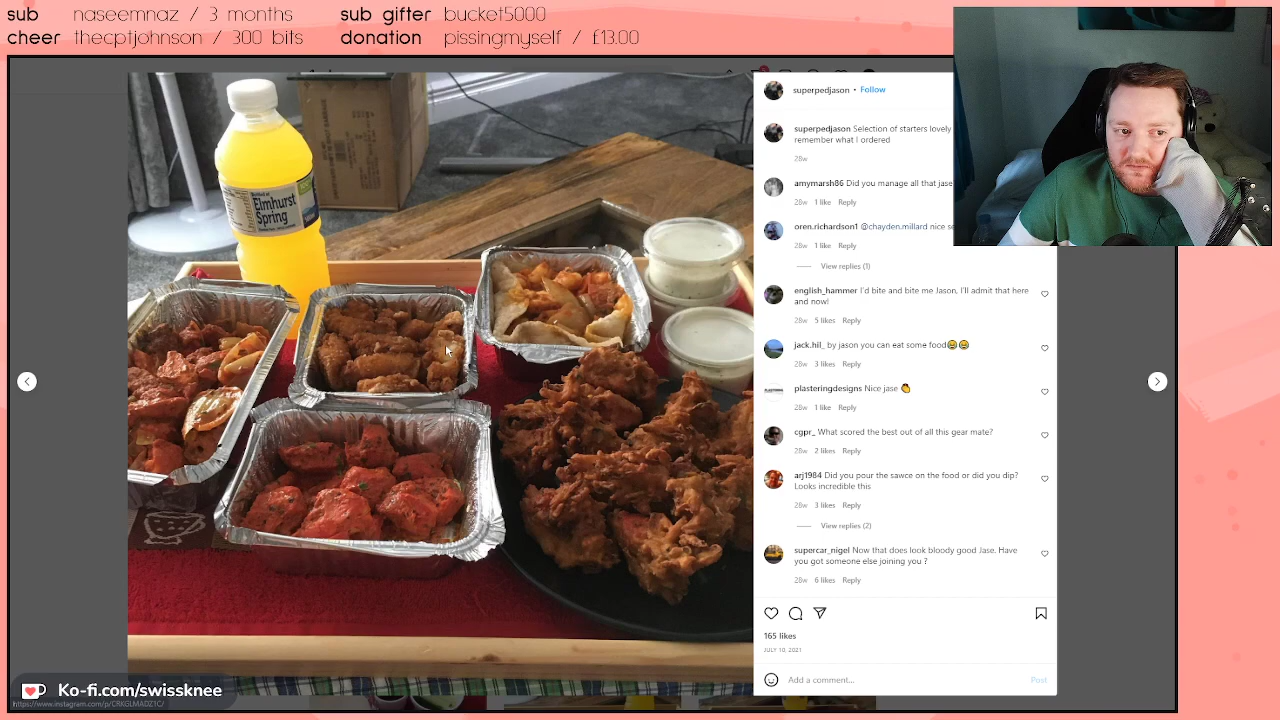 sub nemaz / 3 months
sub gifter bucket5000
cheer thecptjohnson / 300 bits
donation pissingmyself / £13.00
superpedjason • Follow
superpedjason Selection of starters lovely
remember what I ordered
28w
amymarsh86 Did you manage all that jase
28w 1 like Reply
oren.richardson1 @chayden.millard nice
28w 1 like Reply
View replies (1)
english_hammer I'd bite and bite me Jason, I'll admit that here
and now!
28w 5 likes Reply
jack.hil_ by jason you can eat some food😂😂
28w 3 likes Reply
plasteringdesigns Nice jase 👏
28w 1 like Reply
cgpr_ What scored the best out of all this gear mate?
28w 2 likes Reply
arj1984 Did you pour the sawce on the food or did you dip?
Looks incredible this
28w 3 likes Reply
View replies (2)
supercar_nigel Now that does look bloody good Jase. Have
you got someone else joining you ?
28w 6 likes Reply
165 likes
JULY 10, 2021
Add a comment...
Post
Elmhurst
Spring
Ko-fi.com/swissknee
https://www.instagram.com/p/CRKGLMADZ1C/